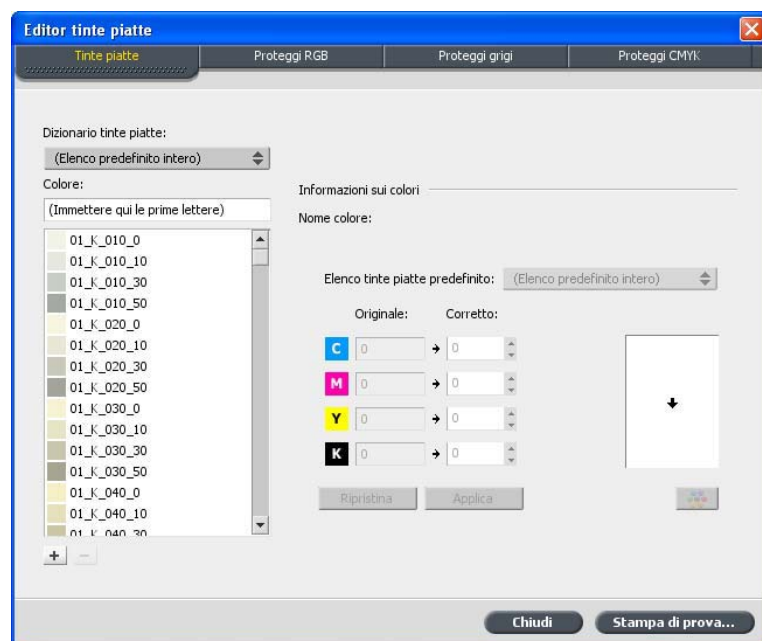 Editor tinte piatte
Tinte piatte
Proteggi RGB
Proteggi grigi
Proteggi CMYK
Dizionario tinte piatte:
(Elenco predefinito intero)
Colore:
(Immettere qui le prime lettere)
01_K_010_0
01_K_010_10
01_K_010_30
01_K_010_50
01_K_020_0
01_K_020_10
01_K_020_30
01_K_020_50
01_K_030_0
01_K_030_10
01_K_030_30
01_K_030_50
01_K_040_0
01_K_040_10
01_K_040_30
Informazioni sui colori
Nome colore:
Elenco tinte piatte predefinito: (Elenco predefinito intero)
Originale: Corretto:
C 0 0
M 0 0
Y 0 0
K 0 0
Ripristina Applica
Chiudi Stampa di prova...